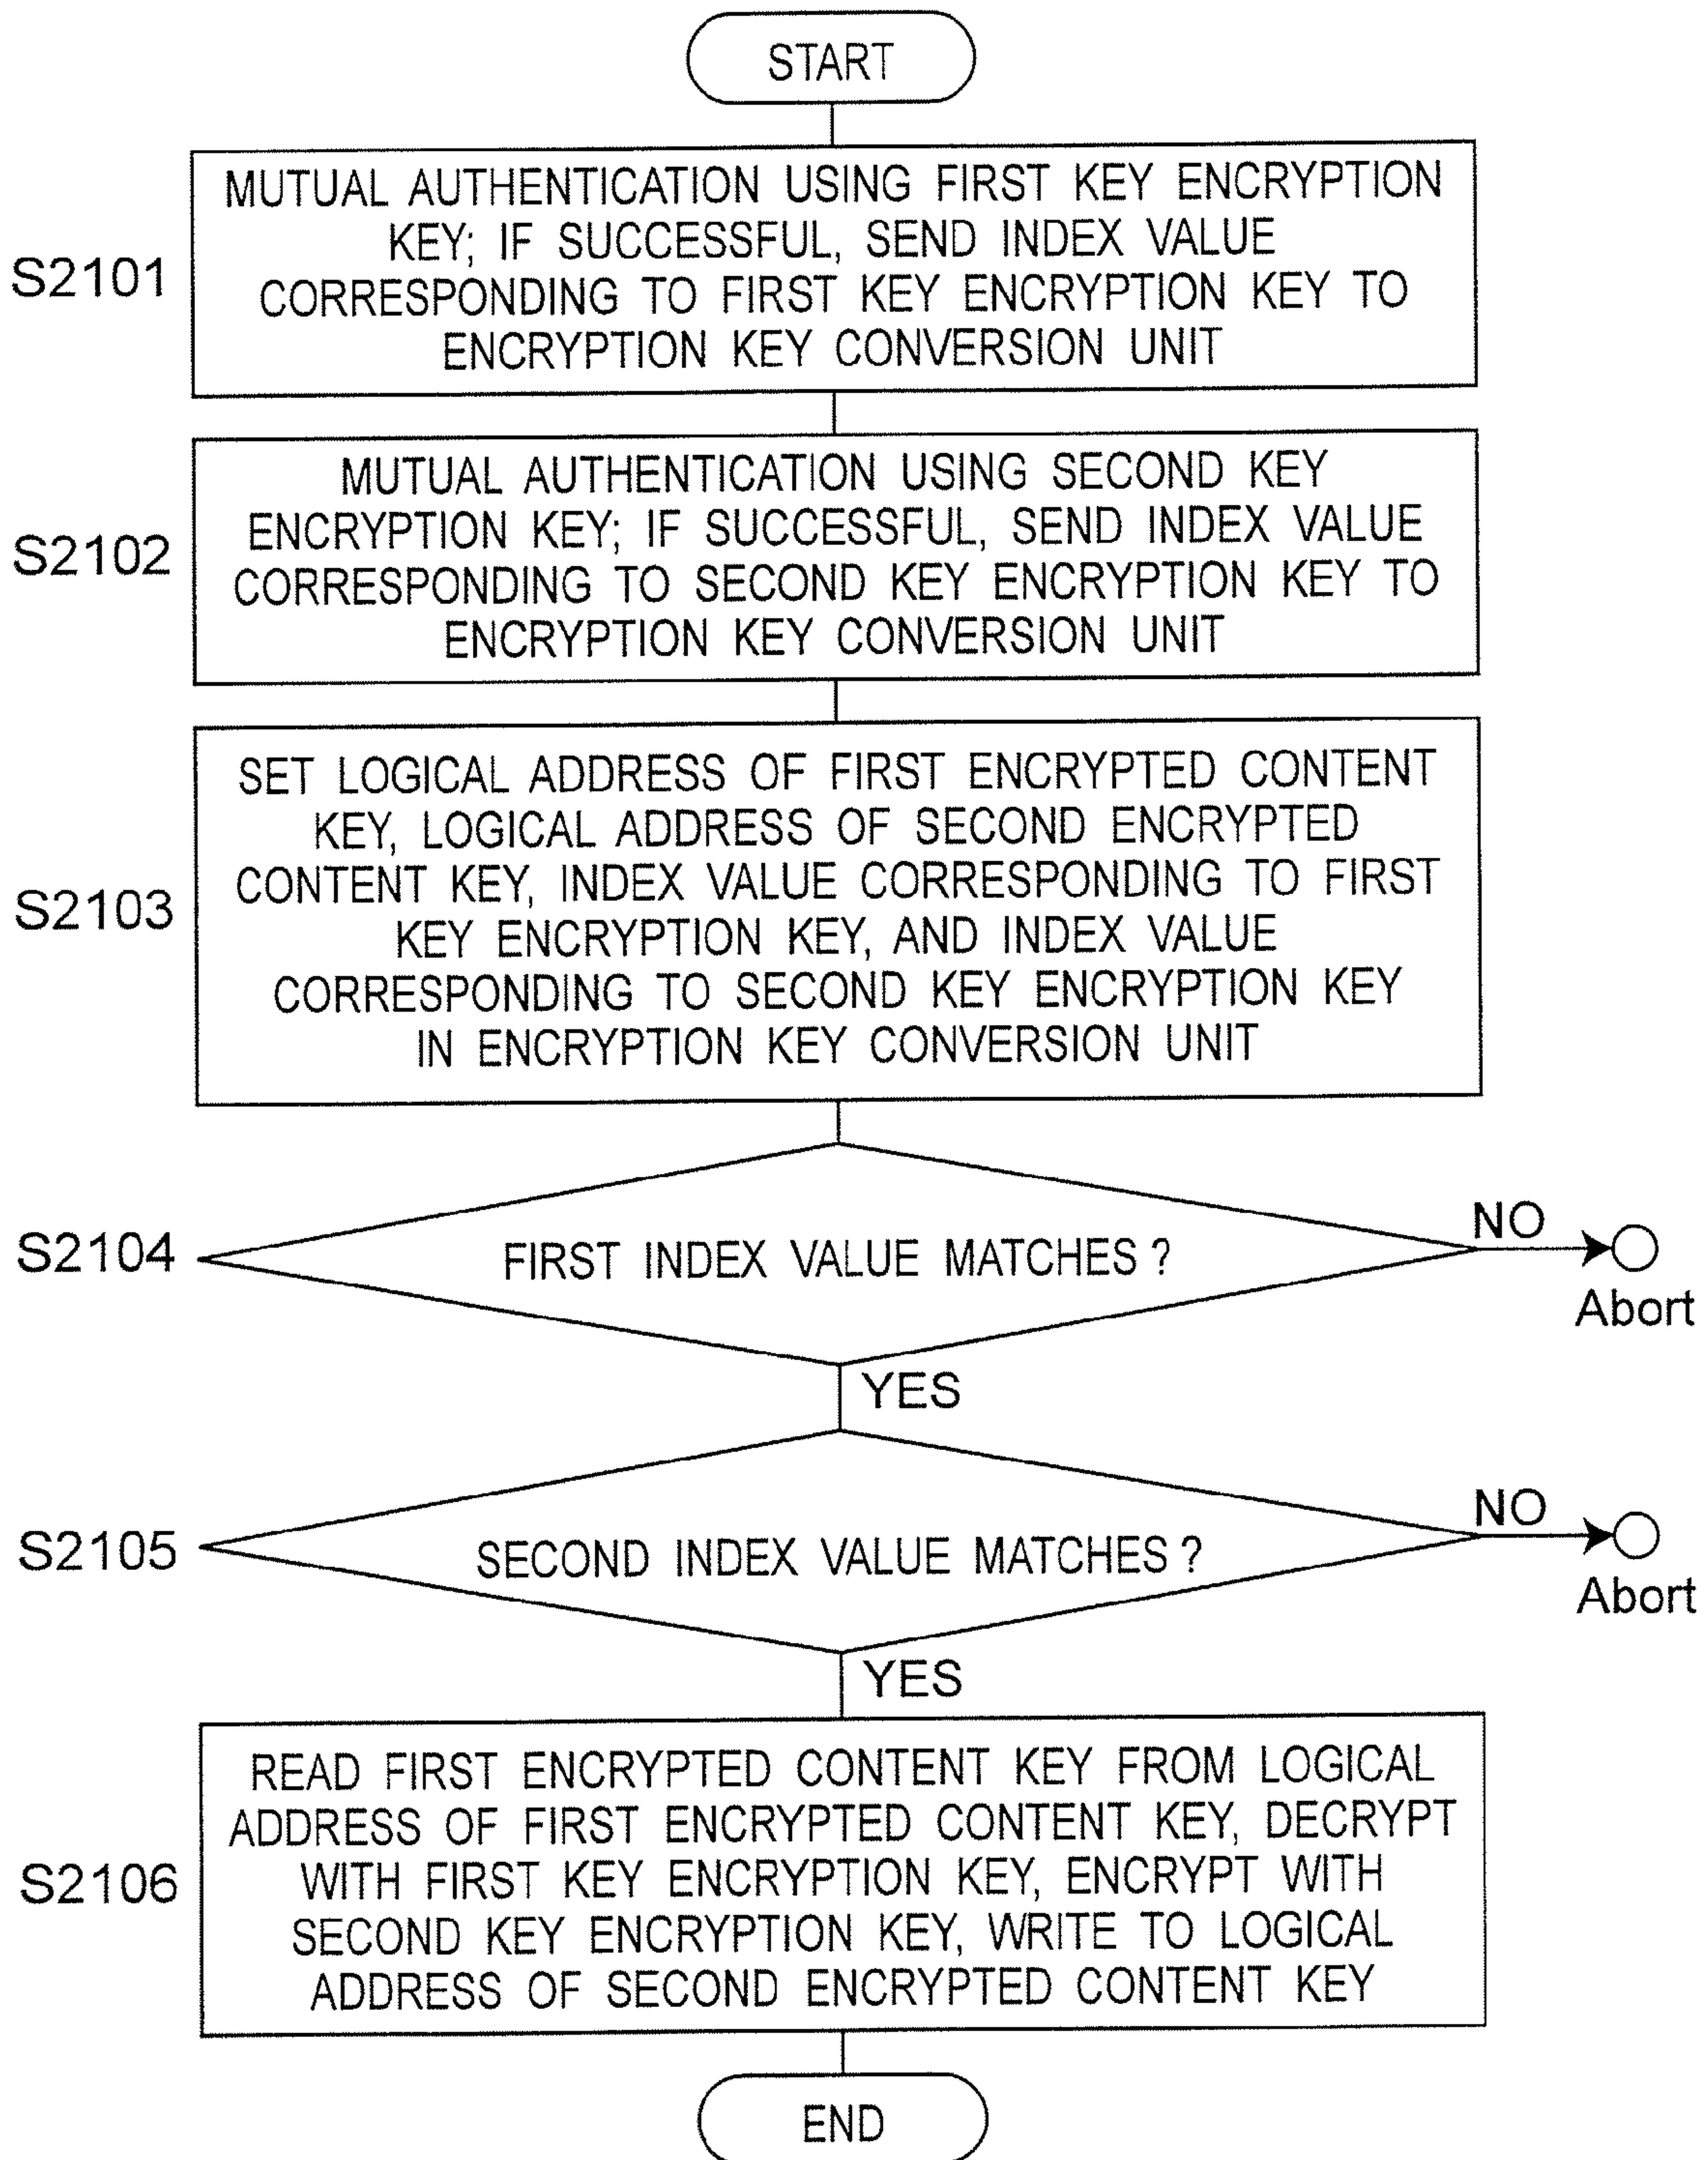 START
S2101
MUTUAL AUTHENTICATION USING FIRST KEY ENCRYPTION
KEY; IF SUCCESSFUL, SEND INDEX VALUE
CORRESPONDING TO FIRST KEY ENCRYPTION KEY TO
ENCRYPTION KEY CONVERSION UNIT
S2102
MUTUAL AUTHENTICATION USING SECOND KEY
ENCRYPTION KEY; IF SUCCESSFUL, SEND INDEX VALUE
CORRESPONDING TO SECOND KEY ENCRYPTION KEY TO
ENCRYPTION KEY CONVERSION UNIT
S2103
SET LOGICAL ADDRESS OF FIRST ENCRYPTED CONTENT
KEY, LOGICAL ADDRESS OF SECOND ENCRYPTED
CONTENT KEY, INDEX VALUE CORRESPONDING TO FIRST
KEY ENCRYPTION KEY, AND INDEX VALUE
CORRESPONDING TO SECOND KEY ENCRYPTION KEY
IN ENCRYPTION KEY CONVERSION UNIT
S2104
FIRST INDEX VALUE MATCHES ?
NO
Abort
YES
S2105
SECOND INDEX VALUE MATCHES ?
NO
Abort
YES
S2106
READ FIRST ENCRYPTED CONTENT KEY FROM LOGICAL
ADDRESS OF FIRST ENCRYPTED CONTENT KEY, DECRYPT
WITH FIRST KEY ENCRYPTION KEY, ENCRYPT WITH
SECOND KEY ENCRYPTION KEY, WRITE TO LOGICAL
ADDRESS OF SECOND ENCRYPTED CONTENT KEY
END